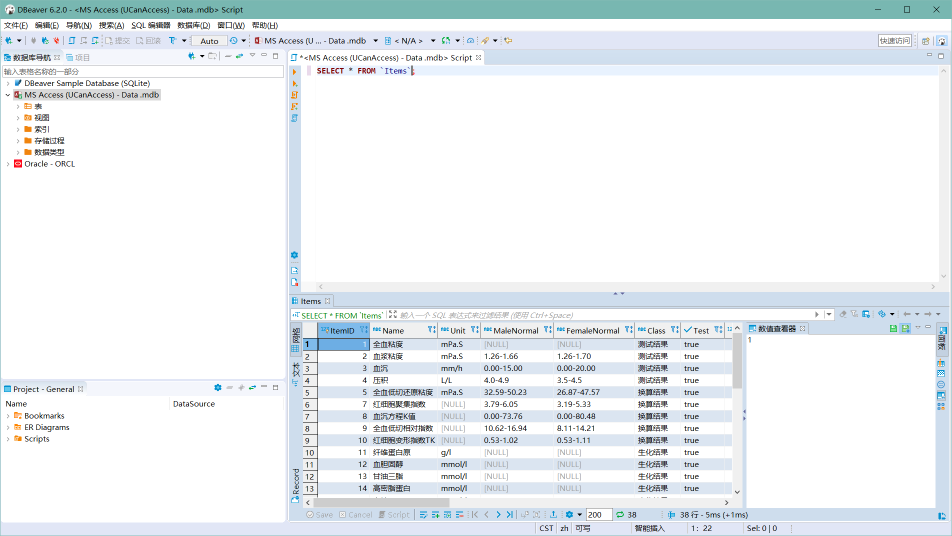 DBeaver 6.2.0 - <MS Access (UCanAccess) - Data .mdb> Script
文件(F) 编辑(E) 导航(N) 搜索(A) SQL 编辑器 数据库(D) 窗口(W) 帮助(H)
提交 回滚 Auto MS Access (U ... - Data .mdb < N/A > 快速访问
数据库导航 项目
输入表格名称的一部分
DBeaver Sample Database (SQLite)
MS Access (UCanAccess) - Data .mdb
表
视图
索引
存储过程
数据类型
Oracle - ORCL
Project - General
Name DataSource
Bookmarks
ER Diagrams
Scripts
*<MS Access (UCanAccess) - Data .mdb> Script
SELECT * FROM `Items`;
Items
SELECT * FROM `Items` 输入一个 SQL 表达式来过滤结果 (使用 Ctrl+Space)
网格
文本
Record
ItemID Name Unit MaleNormal FemaleNormal Class Test
1 1 全血粘度 mPa.S [NULL] [NULL] 测试结果 true
2 2 血浆粘度 mPa.S 1.26-1.66 1.26-1.70 测试结果 true
3 3 血沉 mm/h 0.00-15.00 0.00-20.00 测试结果 true
4 4 压积 L/L 4.0-4.9 3.5-4.5 测试结果 true
5 5 全血低切还原粘度 mPa.S 32.59-50.23 26.87-47.57 换算结果 true
6 7 红细胞聚集指数 [NULL] 3.79-6.05 3.19-5.33 换算结果 true
7 8 血沉方程K值 [NULL] 0.00-73.76 0.00-80.48 换算结果 true
8 9 全血低切相对指数 [NULL] 10.62-16.94 8.11-14.21 换算结果 true
9 10 红细胞变形指数TK [NULL] 0.53-1.02 0.53-1.11 换算结果 true
10 11 纤维蛋白原 g/l [NULL] [NULL] 生化结果 true
11 12 血胆固醇 mmol/l [NULL] [NULL] 生化结果 true
12 13 甘油三脂 mmol/l [NULL] [NULL] 生化结果 true
13 14 高密脂蛋白 mmol/l [NULL] [NULL] 生化结果 true
数值查看器
1
Save Cancel Script 200 38 38 行 - 5ms (+1ms)
CST zh 可写 智能插入 1 : 22 Sel: 0 | 0